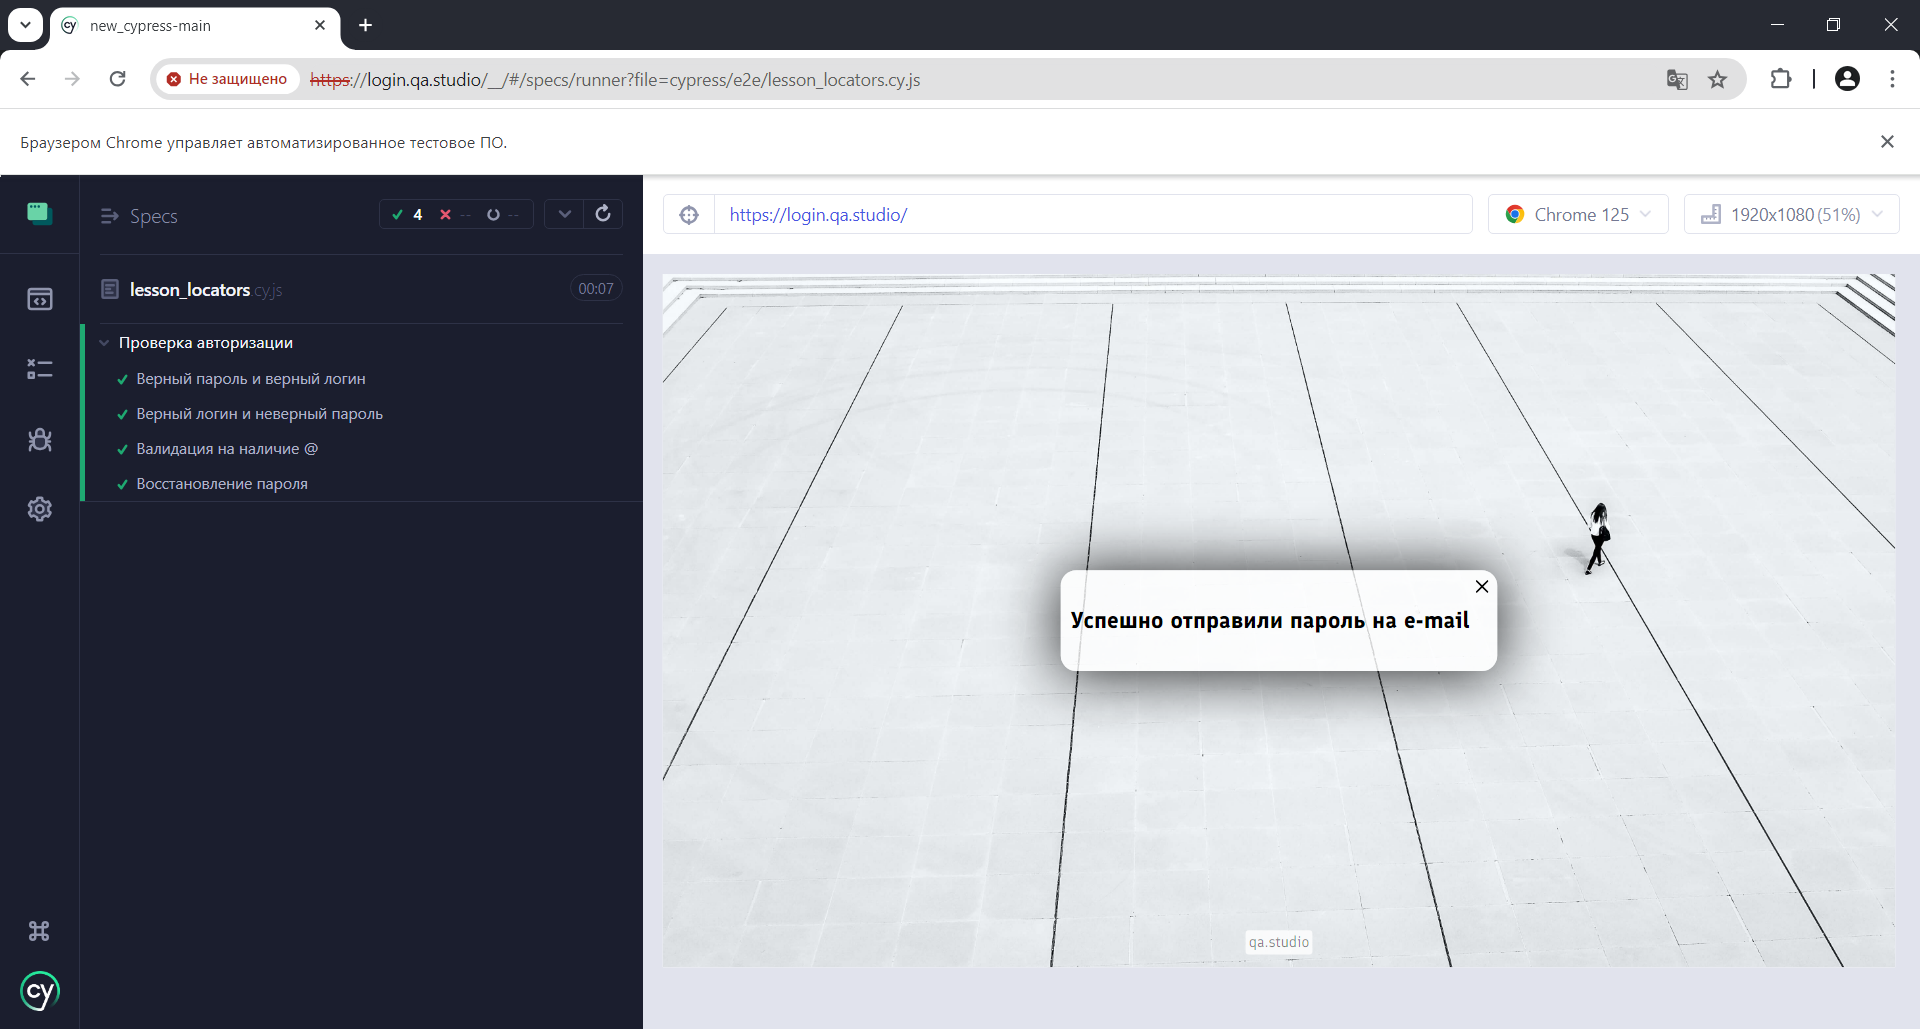 new_cypress-main
Не защищено https://login.qa.studio/__/#/specs/runner?file=cypress/e2e/lesson_locators.cy.js
Браузером Chrome управляет автоматизированное тестовое ПО.
Specs 4 -- --
lesson_locators.cy.js 00:07
Проверка авторизации
Верный пароль и верный логин
Верный логин и неверный пароль
Валидация на наличие @
Восстановление пароля
cy
https://login.qa.studio/ Chrome 125 1920x1080 (51%)
Успешно отправили пароль на e-mail
qa.studio